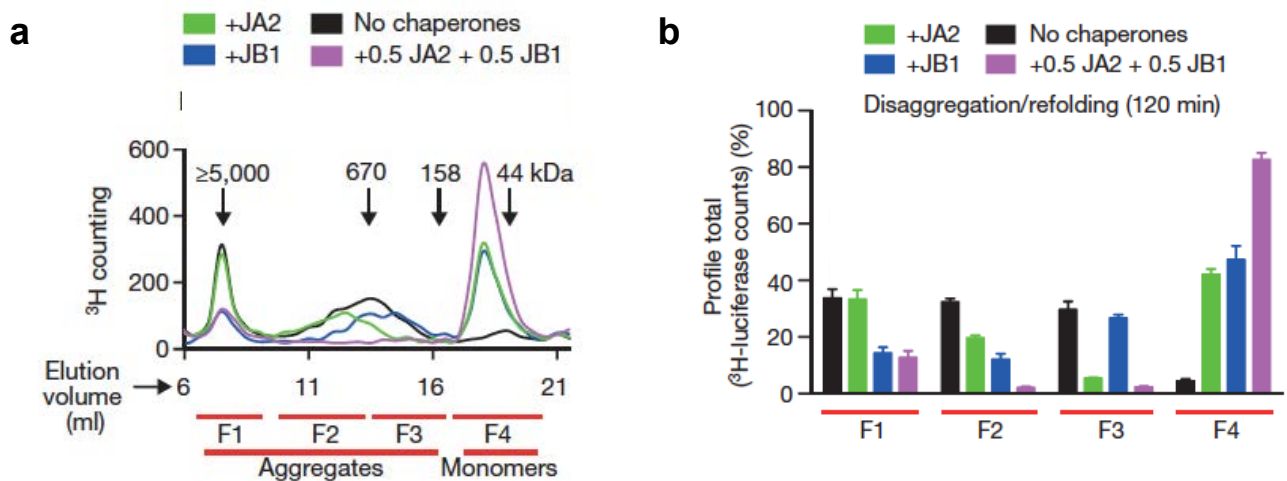 a
+JA2
No chaperones
+JB1
+0.5 JA2 + 0.5 JB1
³H counting
600
400
200
0
≥5,000
670
158
44 kDa
Elution volume (ml)
6
11
16
21
F1
F2
F3
F4
Aggregates
Monomers
b
+JA2
No chaperones
+JB1
+0.5 JA2 + 0.5 JB1
Disaggregation/refolding (120 min)
Profile total
(³H-luciferase counts) (%)
100
80
60
40
20
0
F1
F2
F3
F4